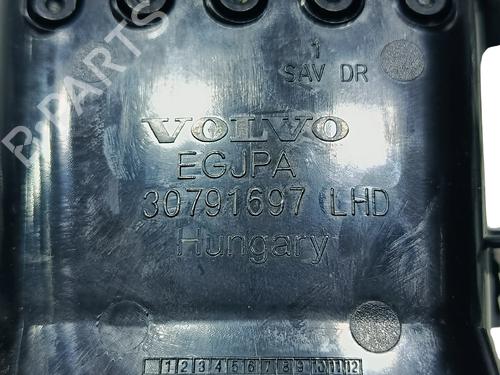 1
SAV DR
VOLVO
EGJPA
30791697 LHD
Hungary
1 2 3 4 5 6 7 8 9 10 11 12
B-PARTS